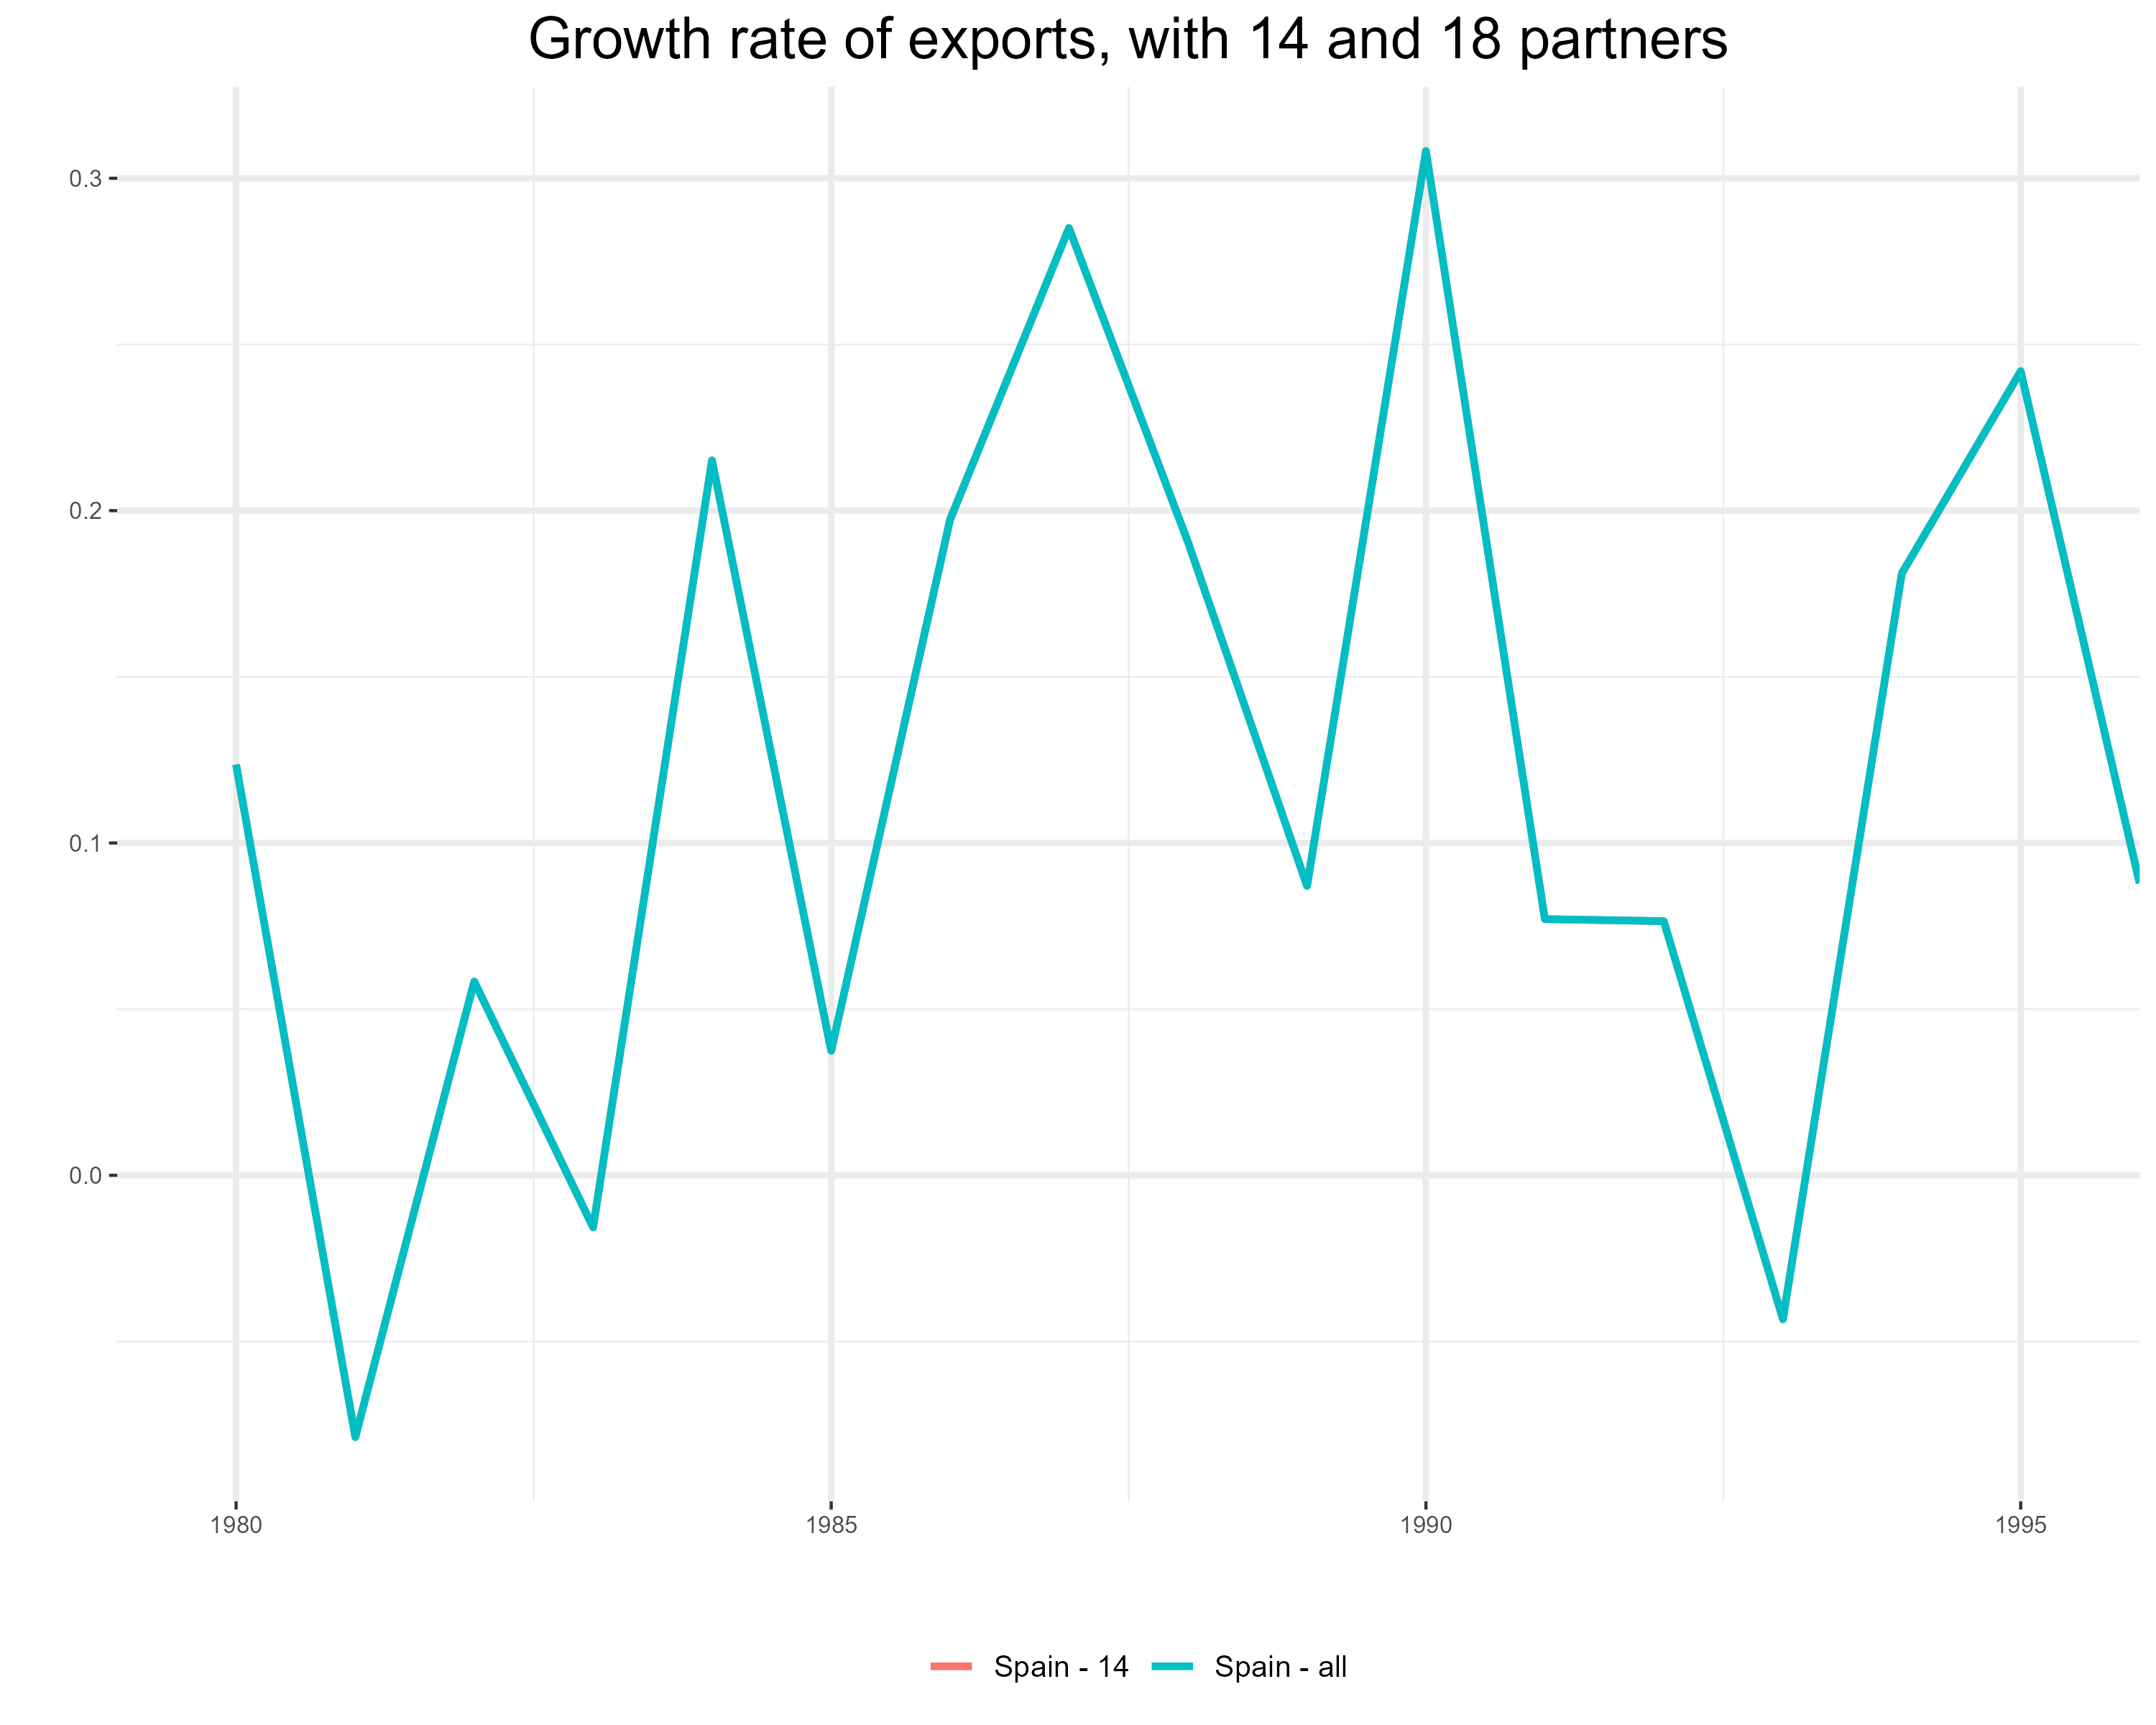 Growth rate of exports, with 14 and 18 partners
0.3
0.2
0.1
0.0
1980 1985 1990 1995
Spain - 14 Spain - all